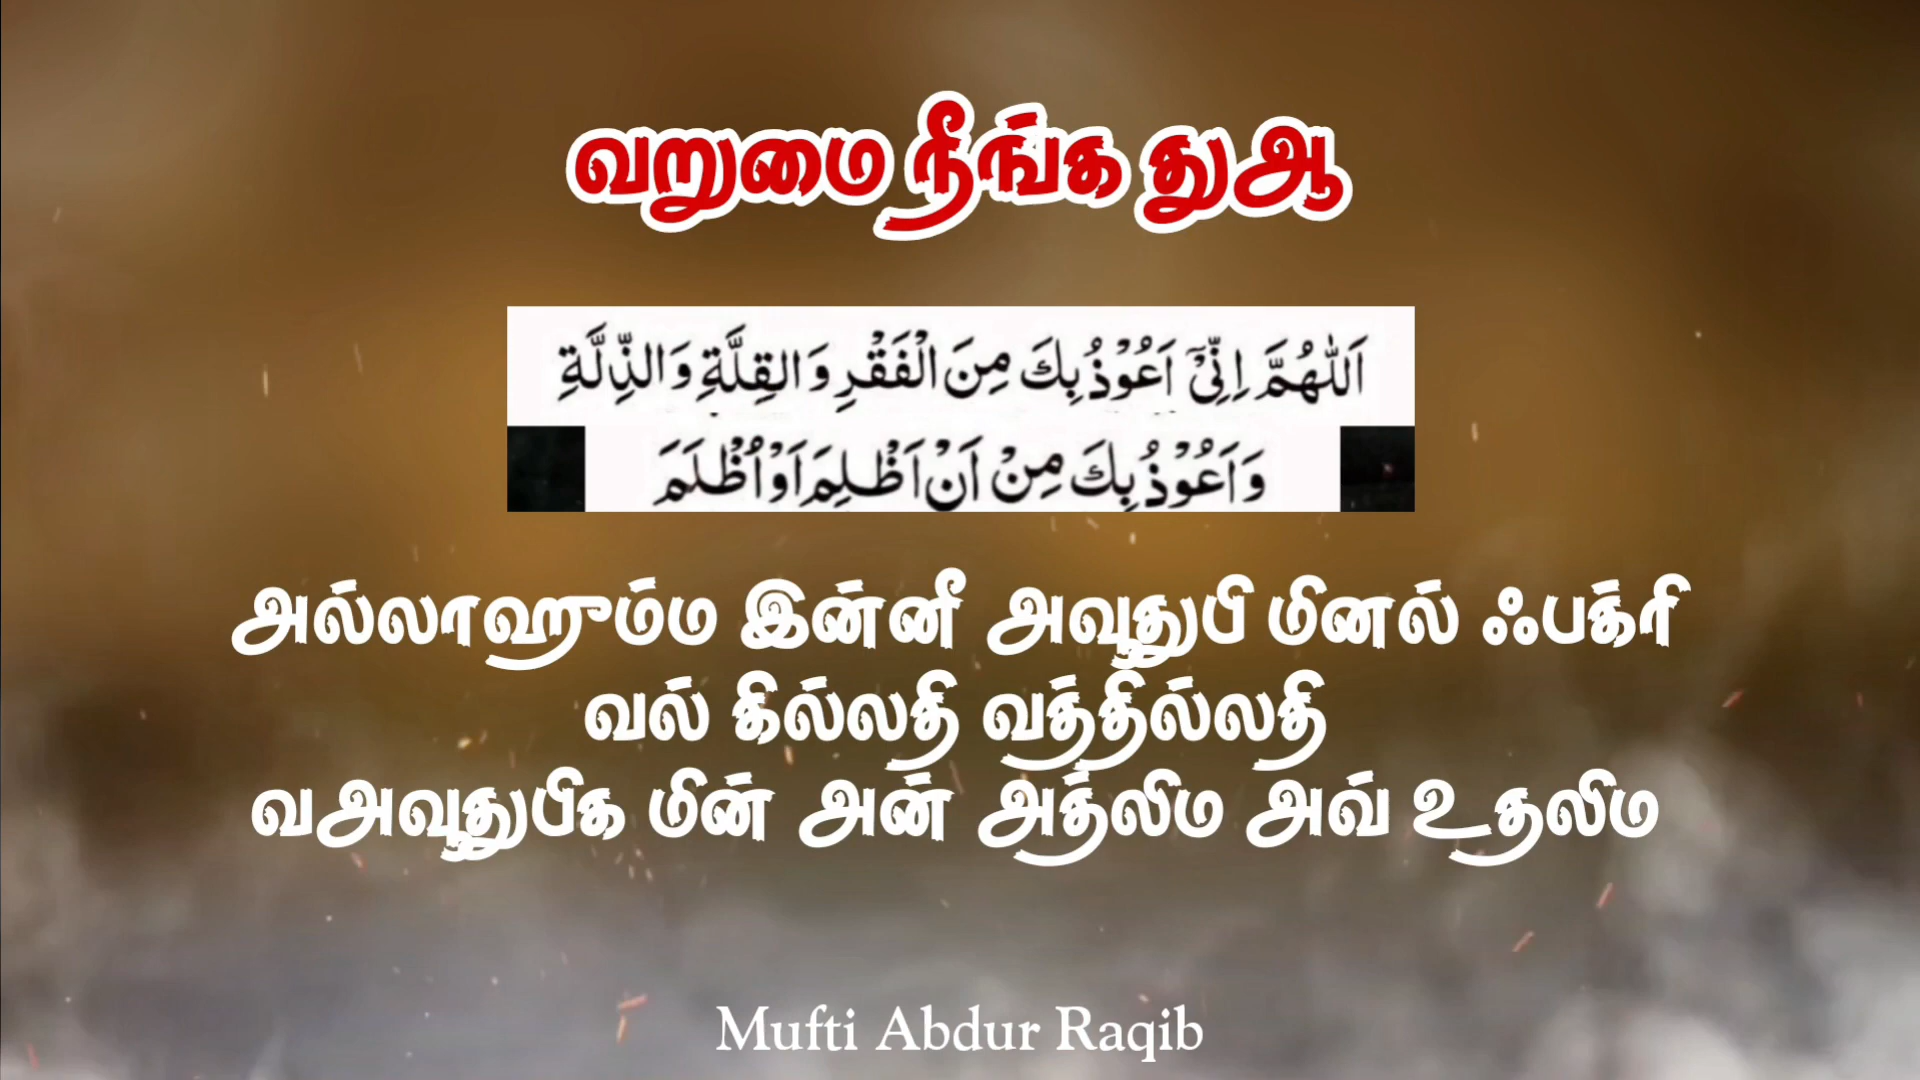 வறுமை நீங்க துஆ
اَللّٰهُمَّ اِنِّيْٓ اَعُوْذُ بِكَ مِنَ الْفَقْرِ وَالْقِلَّةِ وَالذِّلَّةِ
وَاَعُوْذُ بِكَ مِنْ اَنْ اَظْلِمَ اَوْ اُظْلَمَ
அல்லாஹும்ம இன்னீ அவூதுபி மினல் ஃபக்ரி
வல் கில்லதி வத்தில்லதி
வஅவூதுபிக மின் அன் அத்லிம அவ் உதலிம
Mufti Abdur Raqib